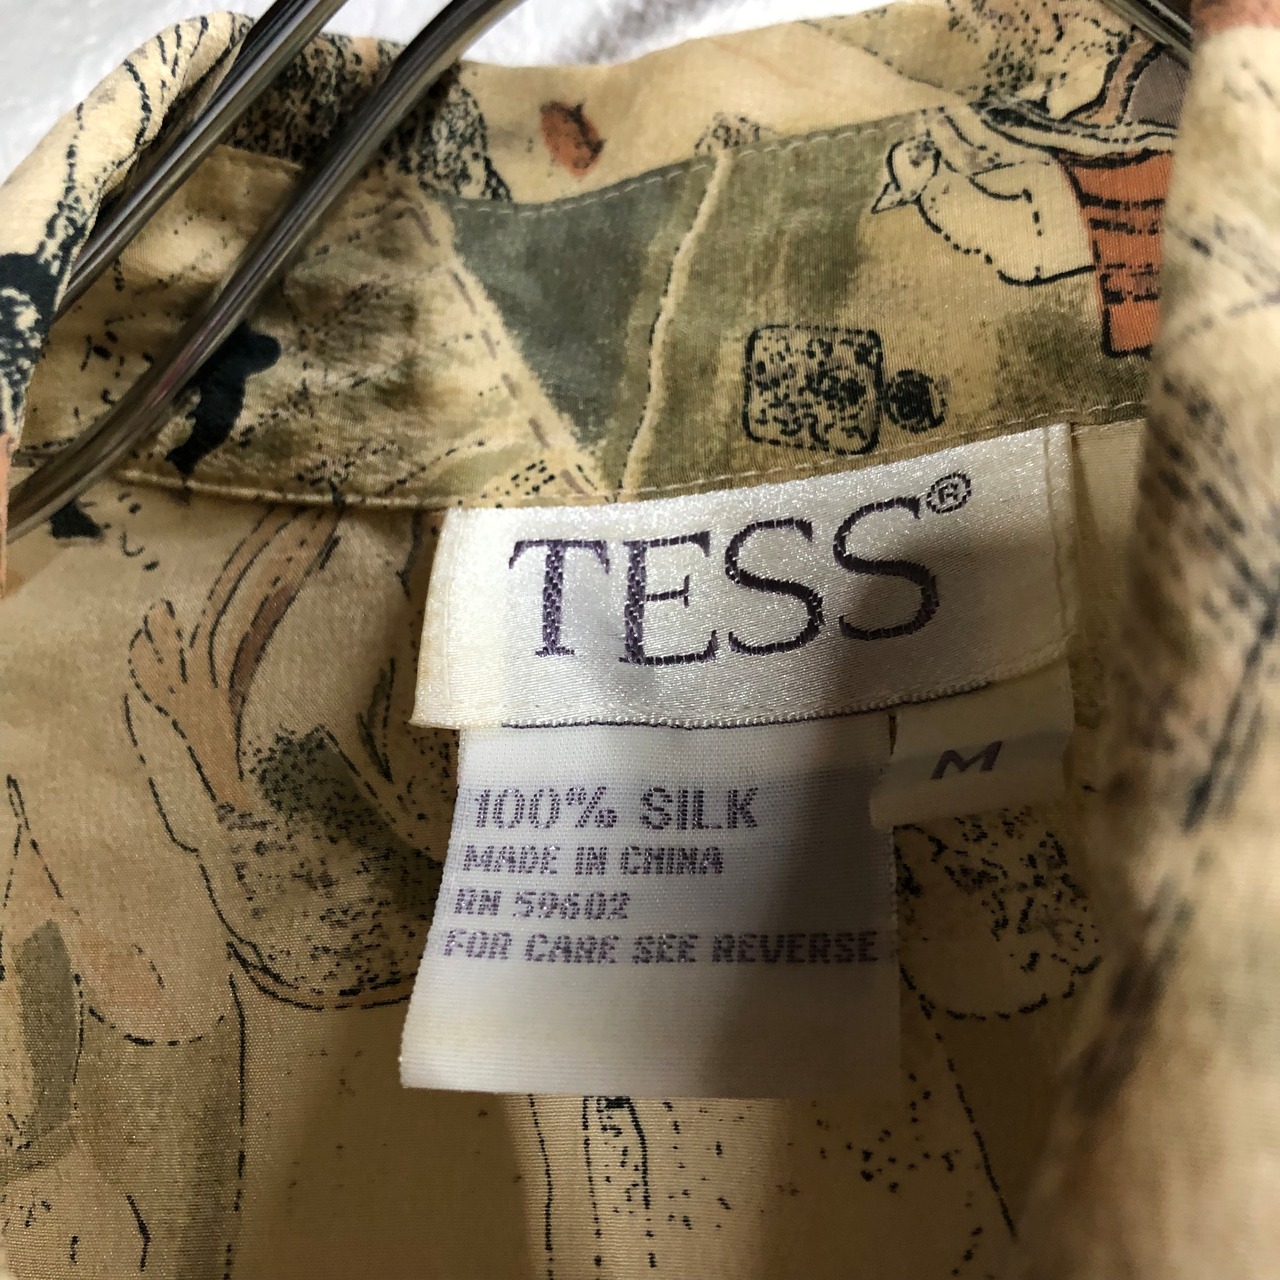 TESS®
M
100% SILK
MADE IN CHINA
RN 59602
FOR CARE SEE REVERSE